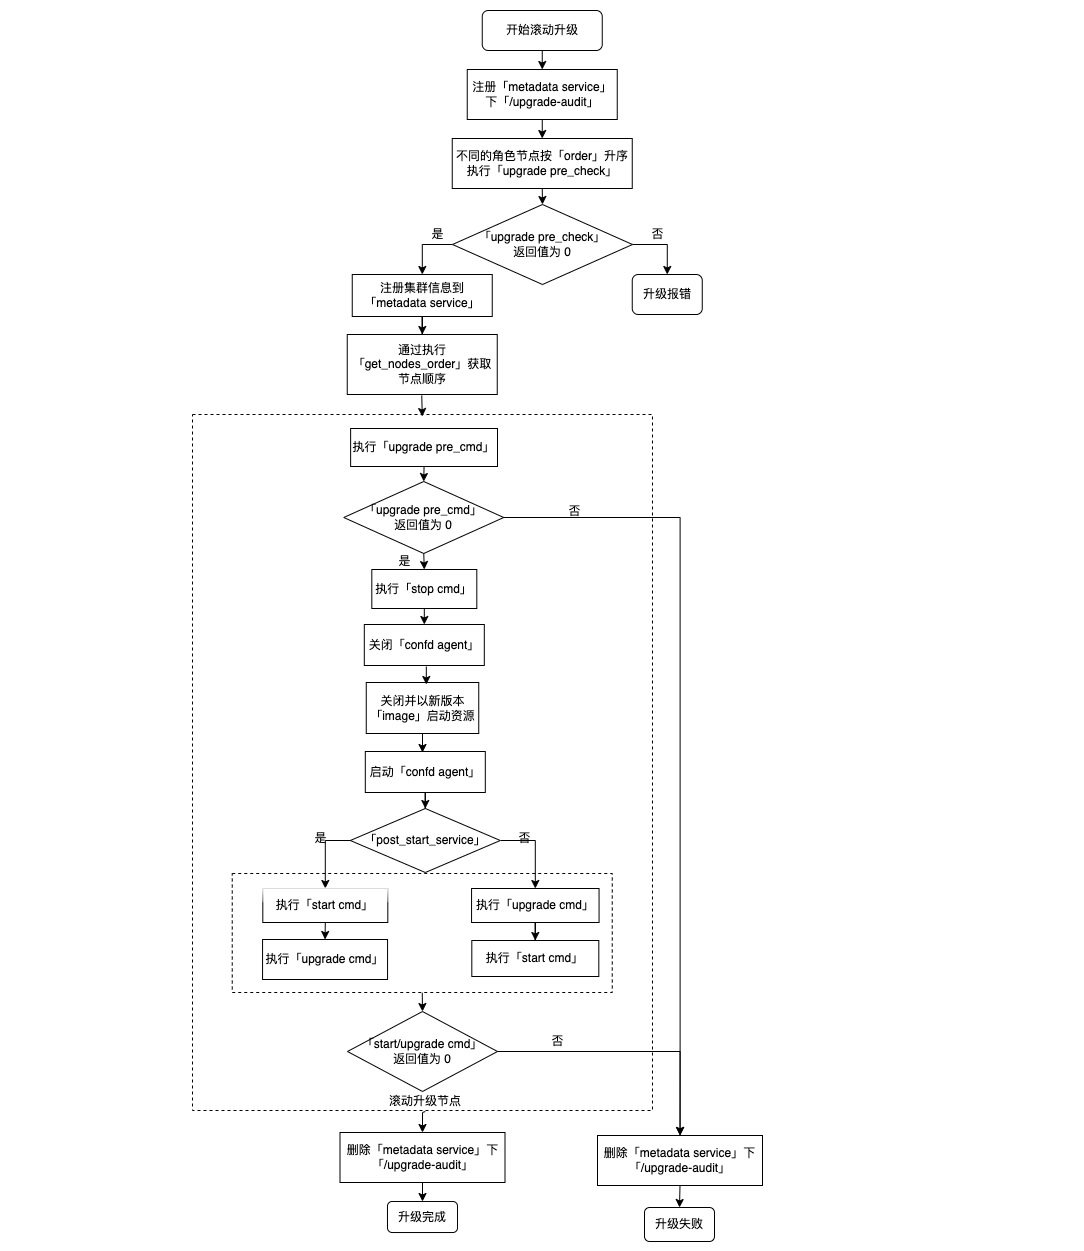 开始滚动升级
注册「metadata service」
下「/upgrade-audit」
不同的角色节点按「order」升序
执行「upgrade pre_check」
是
「upgrade pre_check」
返回值为 0
否
注册集群信息到
「metadata service」
升级报错
通过执行
「get_nodes_order」获取
节点顺序
执行「upgrade pre_cmd」
「upgrade pre_cmd」
返回值为 0
否
是
执行「stop cmd」
关闭「confd agent」
关闭并以新版本
「image」启动资源
启动「confd agent」
是
「post_start_service」
否
执行「start cmd」
执行「upgrade cmd」
执行「upgrade cmd」
执行「start cmd」
「start/upgrade cmd」
返回值为 0
否
滚动升级节点
删除「metadata service」下
「/upgrade-audit」
删除「metadata service」下
「/upgrade-audit」
升级完成
升级失败